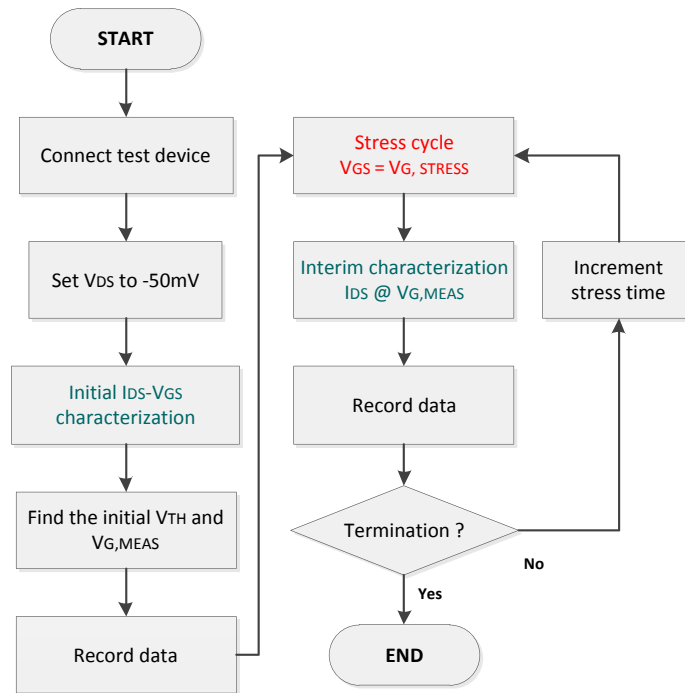 START
Connect test device
Set VDS to -50mV
Initial IDS-VGS
characterization
Find the initial VTH and
VG,MEAS
Record data
Stress cycle
VGS = VG, STRESS
Interim characterization
IDS @ VG,MEAS
Record data
Termination ?
Yes
No
END
Increment
stress time